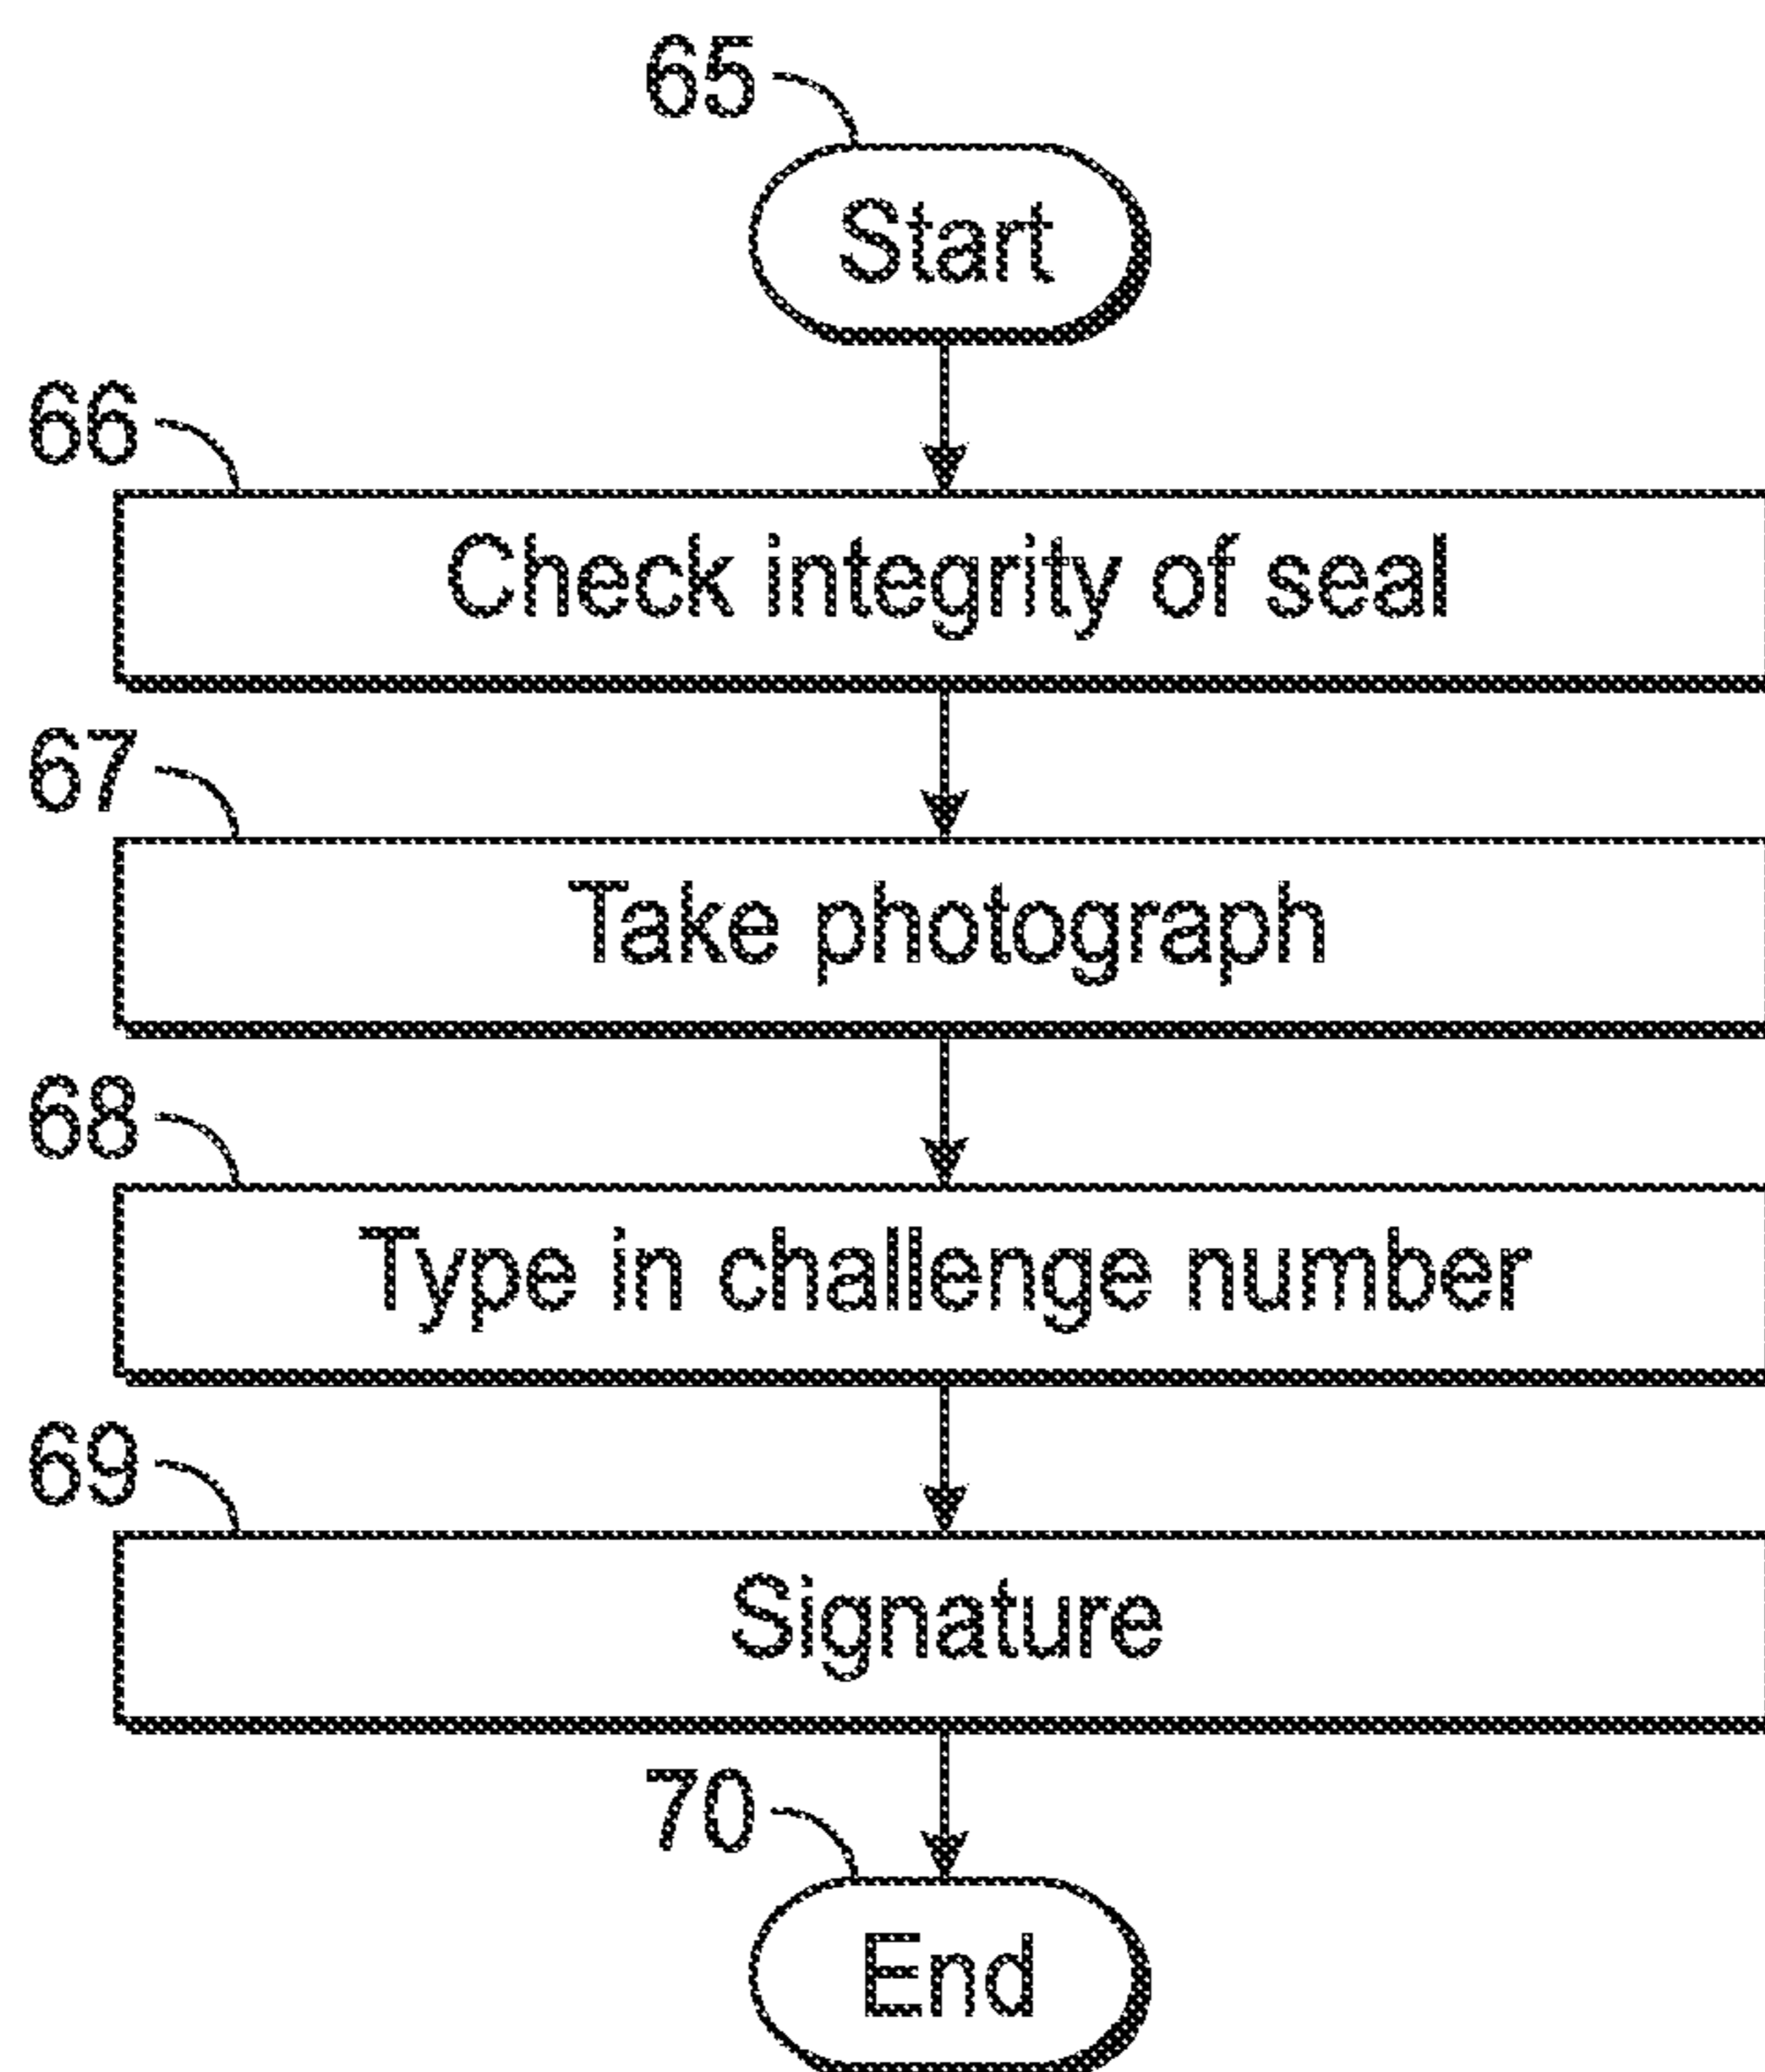 65
Start
66
Check integrity of seal
67
Take photograph
68
Type in challenge number
69
Signature
70
End